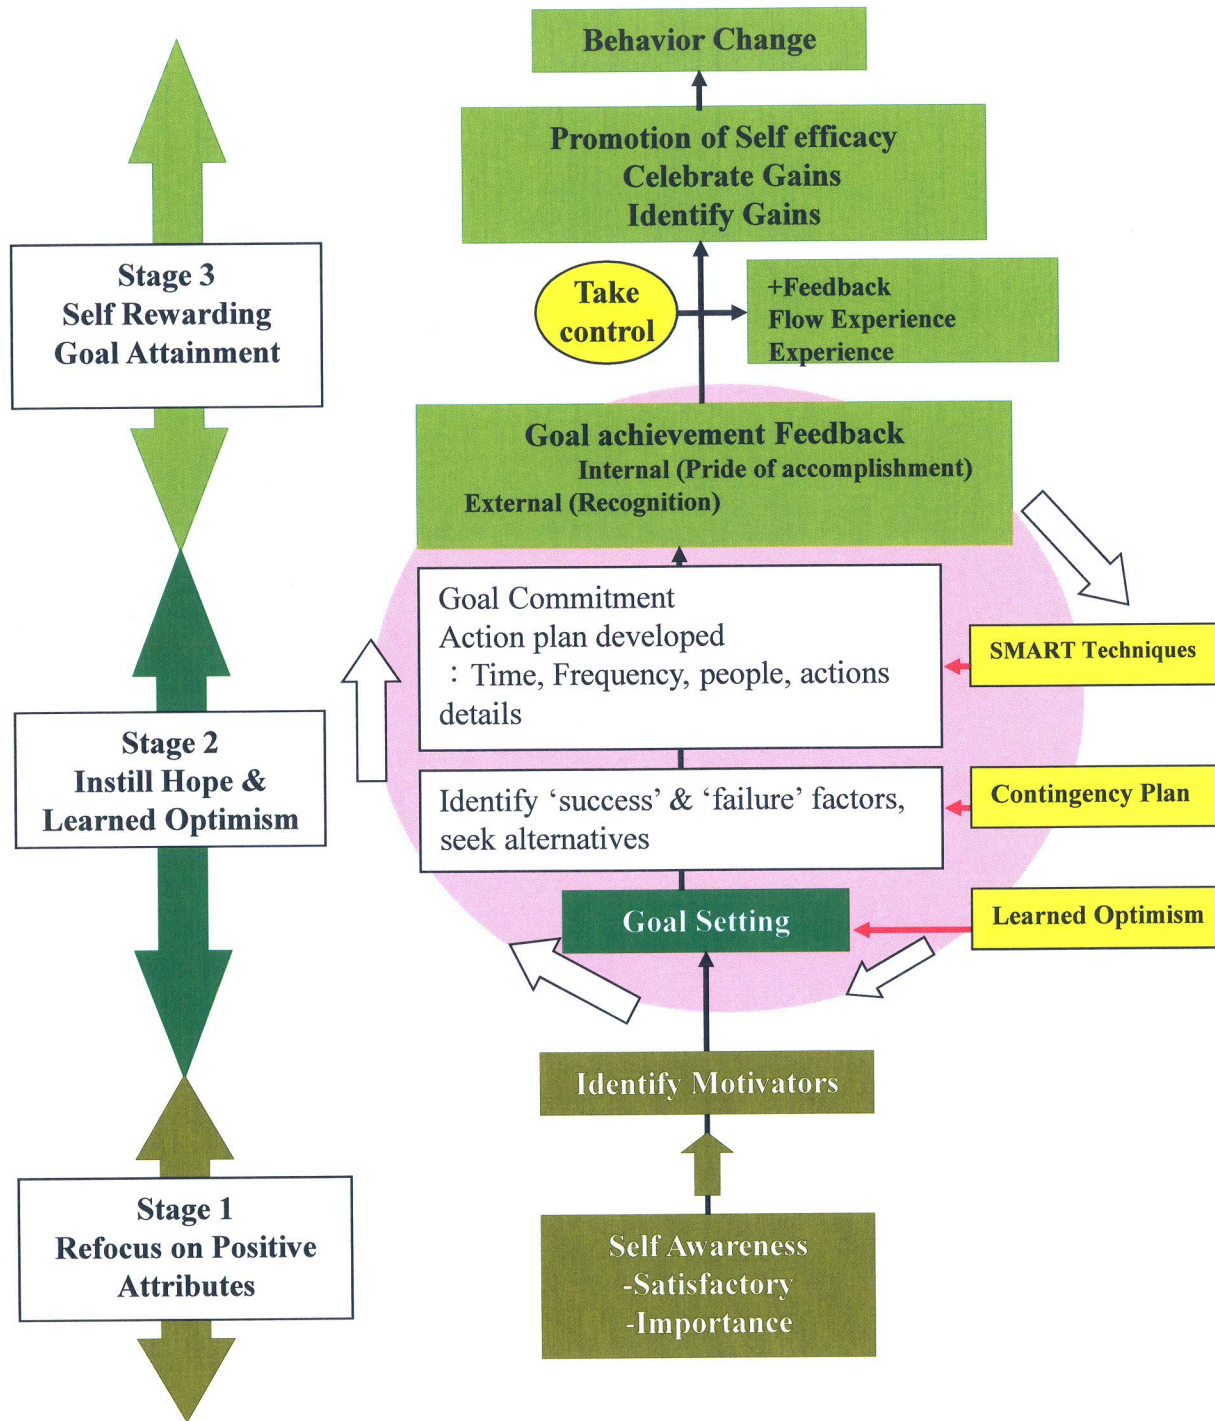 Behavior Change
Promotion of Self efficacy
Celebrate Gains
Identify Gains
Stage 3
Self Rewarding
Goal Attainment
Take
control
+Feedback
Flow Experience
Experience
Goal achievement Feedback
Internal (Pride of accomplishment)
External (Recognition)
Goal Commitment
Action plan developed
：Time, Frequency, people, actions
details
SMART Techniques
Stage 2
Instill Hope &
Learned Optimism
Identify ‘success’ & ‘failure’ factors,
seek alternatives
Contingency Plan
Goal Setting
Learned Optimism
Identify Motivators
Stage 1
Refocus on Positive
Attributes
Self Awareness
-Satisfactory
-Importance